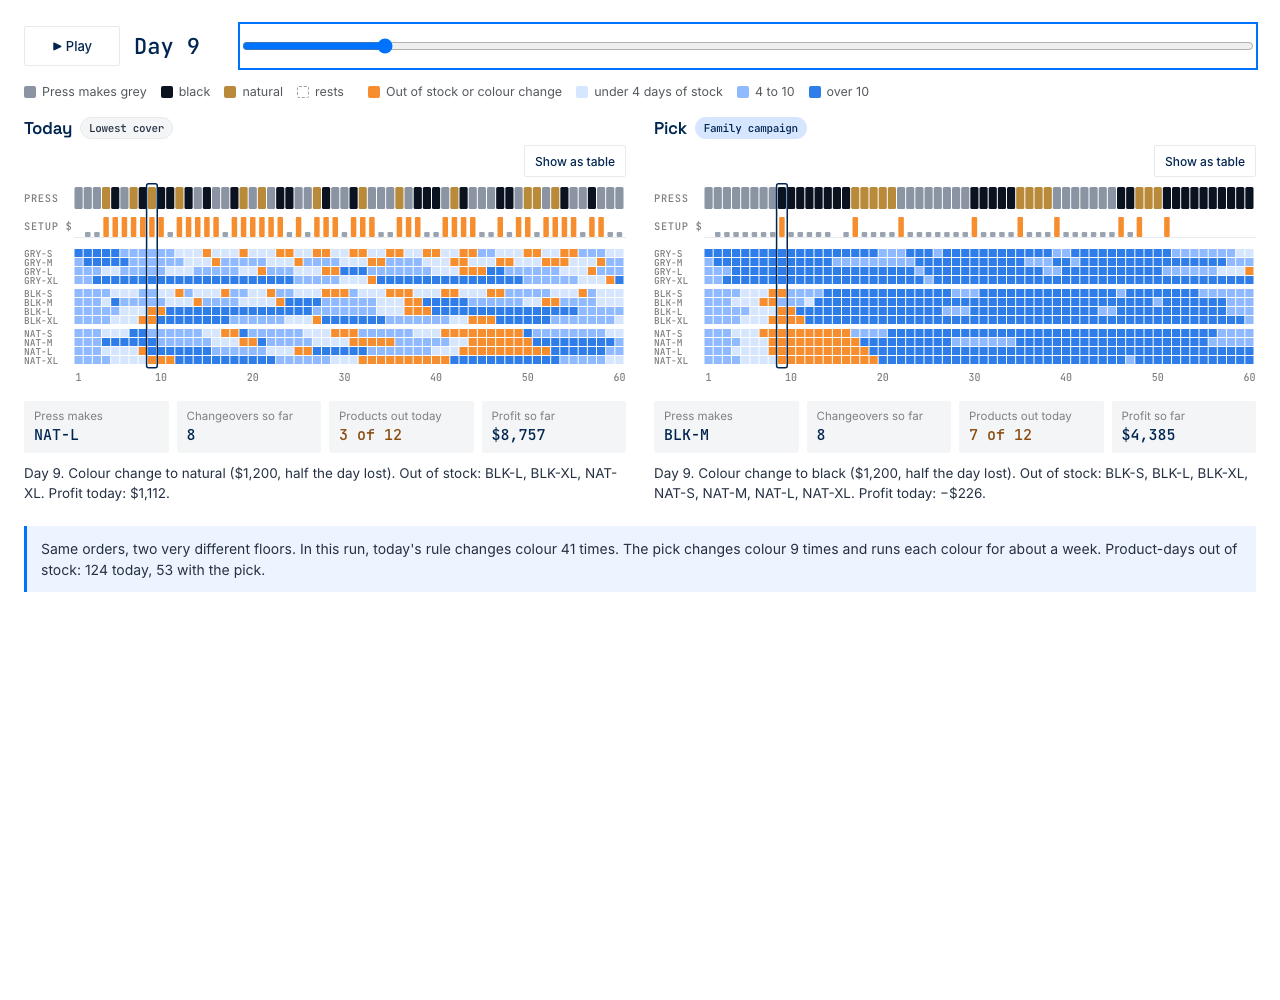 ▶ Play
Day 9
Press makes grey
black
natural
rests
Out of stock or colour change
under 4 days of stock
4 to 10
over 10
Today
Lowest cover
Show as table
PRESS
SETUP $
GRY-S
GRY-M
GRY-L
GRY-XL
BLK-S
BLK-M
BLK-L
BLK-XL
NAT-S
NAT-M
NAT-L
NAT-XL
1 10 20 30 40 50 60
Press makes
NAT-L
Changeovers so far
8
Products out today
3 of 12
Profit so far
$8,757
Day 9. Colour change to natural ($1,200, half the day lost). Out of stock: BLK-L, BLK-XL, NAT-
XL. Profit today: $1,112.
Pick
Family campaign
Show as table
PRESS
SETUP $
GRY-S
GRY-M
GRY-L
GRY-XL
BLK-S
BLK-M
BLK-L
BLK-XL
NAT-S
NAT-M
NAT-L
NAT-XL
1 10 20 30 40 50 60
Press makes
BLK-M
Changeovers so far
8
Products out today
7 of 12
Profit so far
$4,385
Day 9. Colour change to black ($1,200, half the day lost). Out of stock: BLK-S, BLK-L, BLK-XL,
NAT-S, NAT-M, NAT-L, NAT-XL. Profit today: −$226.
Same orders, two very different floors. In this run, today's rule changes colour 41 times. The pick changes colour 9 times and runs each colour for about a week. Product-days out of
stock: 124 today, 53 with the pick.